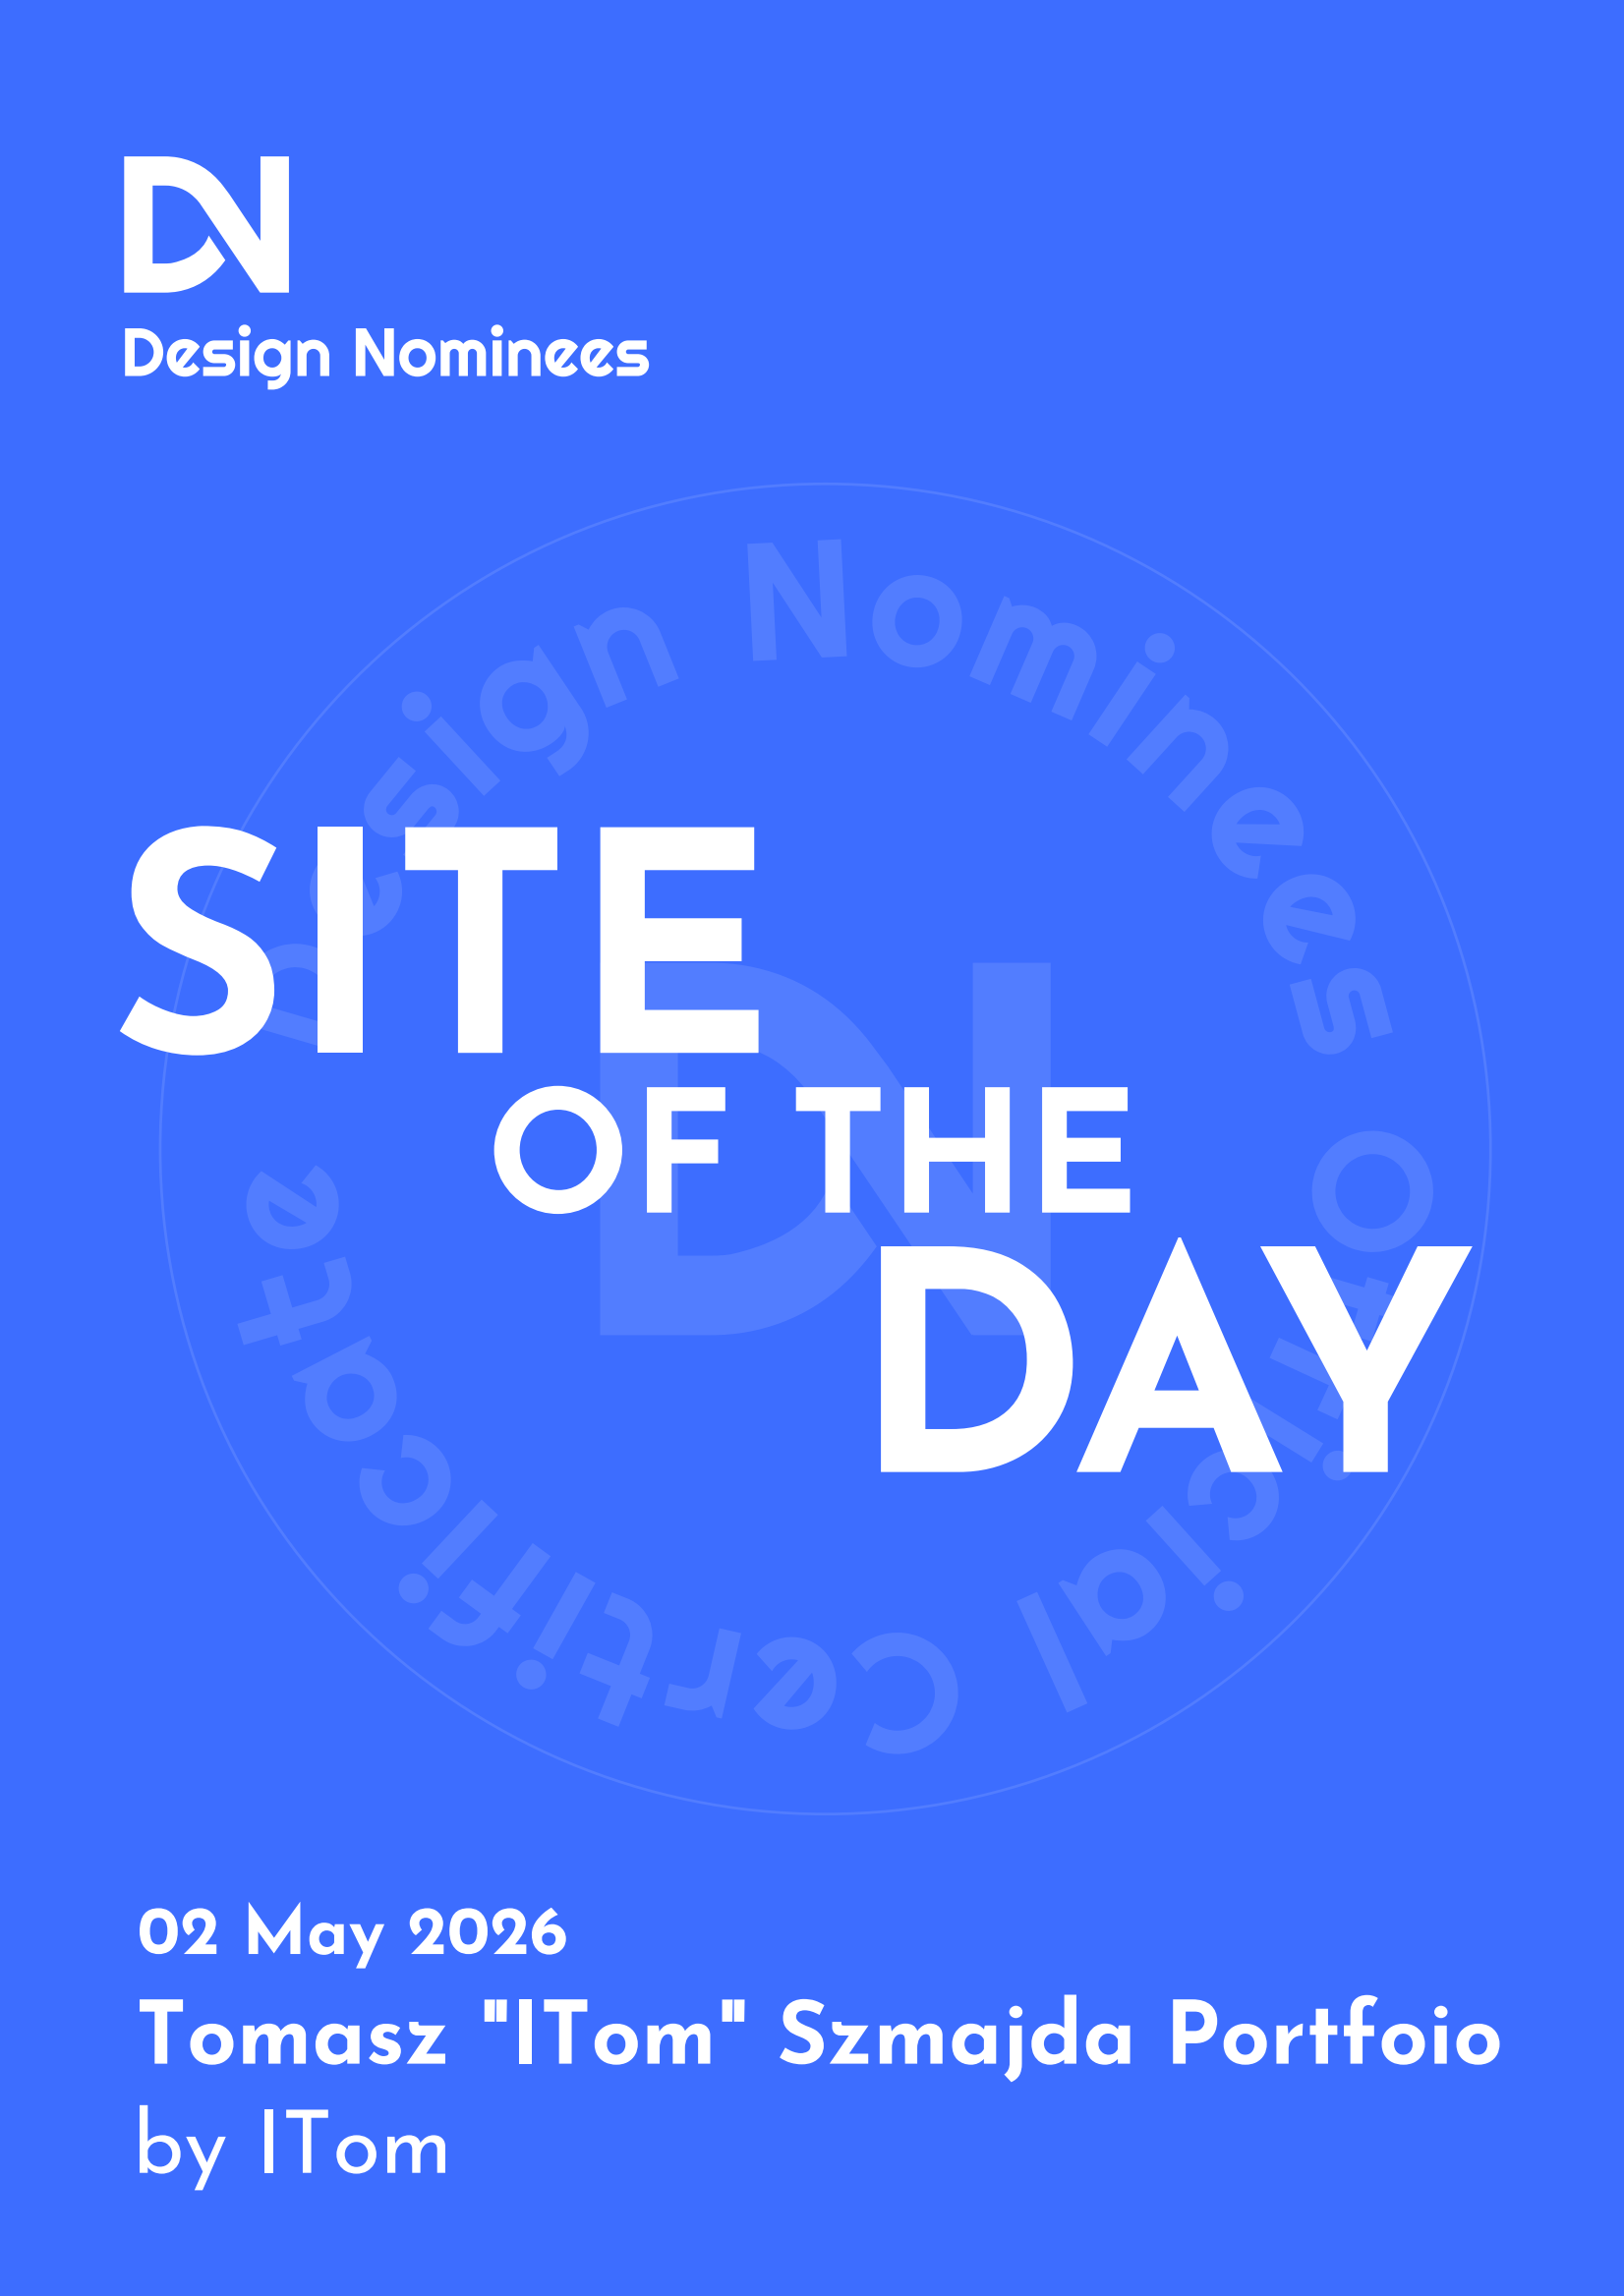 DN
Design Nominees
Design Nominees Official Certificate
DN
SITE
OF THE
DAY
02 May 2026
Tomasz "ITom" Szmajda Portfoio
by ITom